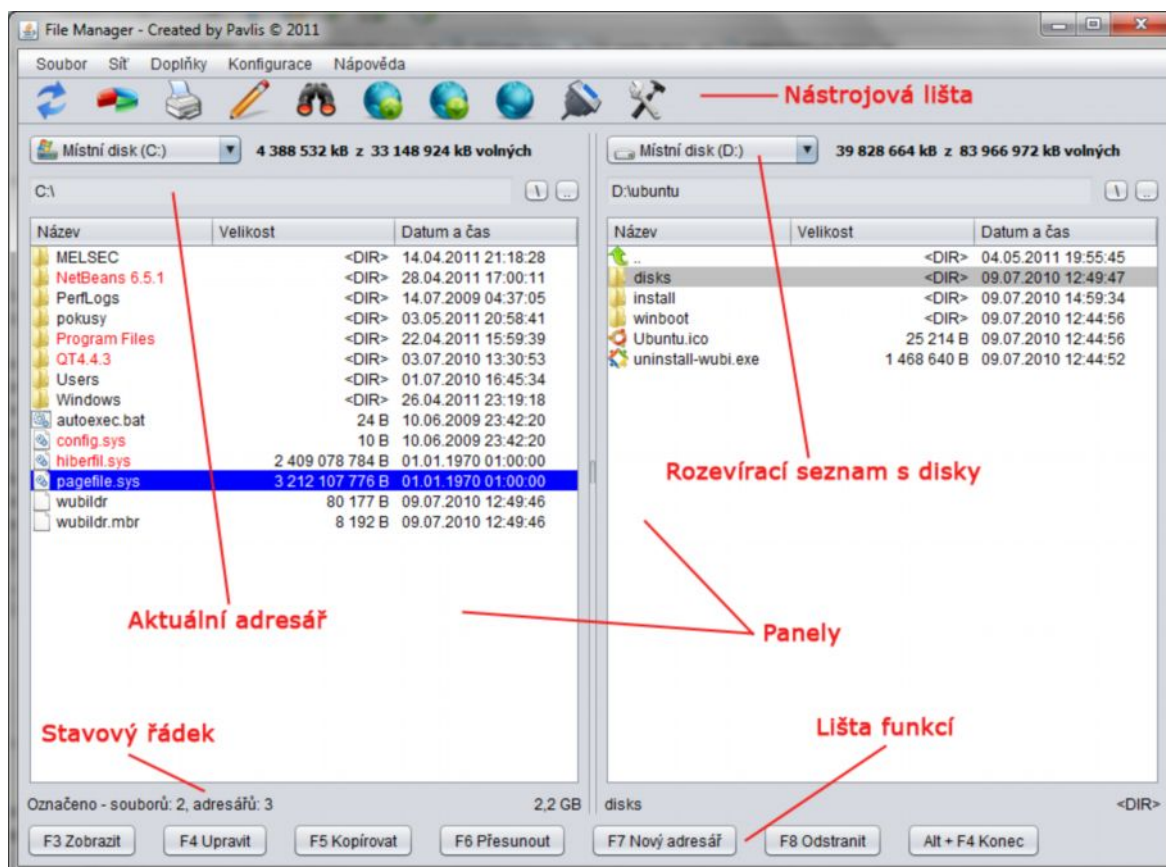 File Manager - Created by Pavlis © 2011
Soubor Síť Doplňky Konfigurace Nápověda
Nástrojová lišta
Místní disk (C:) 4 388 532 kB z 33 148 924 kB volných
C:\ \ ..
Název Velikost Datum a čas
MELSEC <DIR> 14.04.2011 21:18:28
NetBeans 6.5.1 <DIR> 28.04.2011 17:00:11
PerfLogs <DIR> 14.07.2009 04:37:05
pokusy <DIR> 03.05.2011 20:58:41
Program Files <DIR> 22.04.2011 15:59:39
QT4.4.3 <DIR> 03.07.2010 13:30:53
Users <DIR> 01.07.2010 16:45:34
Windows <DIR> 26.04.2011 23:19:18
autoexec.bat 24 B 10.06.2009 23:42:20
config.sys 10 B 10.06.2009 23:42:20
hiberfil.sys 2 409 078 784 B 01.01.1970 01:00:00
pagefile.sys 3 212 107 776 B 01.01.1970 01:00:00
wubildr 80 177 B 09.07.2010 12:49:46
wubildr.mbr 8 192 B 09.07.2010 12:49:46
Aktuální adresář
Stavový řádek
Označeno - souborů: 2, adresářů: 3 2,2 GB
Místní disk (D:) 39 828 664 kB z 83 966 972 kB volných
D:\ubuntu \ ..
Název Velikost Datum a čas
.. <DIR> 04.05.2011 19:55:45
disks <DIR> 09.07.2010 12:49:47
install <DIR> 09.07.2010 14:59:34
winboot <DIR> 09.07.2010 12:44:56
Ubuntu.ico 25 214 B 09.07.2010 12:44:56
uninstall-wubi.exe 1 468 640 B 09.07.2010 12:44:52
Rozevírací seznam s disky
Panely
Lišta funkcí
disks <DIR>
F3 Zobrazit F4 Upravit F5 Kopírovat F6 Přesunout F7 Nový adresář F8 Odstranit Alt + F4 Konec